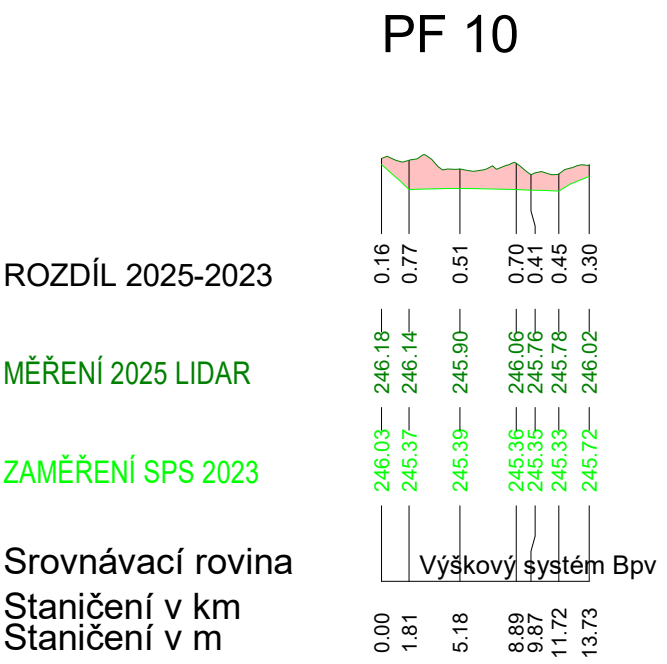 PF 10
ROZDÍL 2025-2023 0.16 0.77 0.51 0.70 0.41 0.45 0.30
MĚŘENÍ 2025 LIDAR 246.18 246.14 245.90 246.06 245.76 245.78 246.02
ZAMĚŘENÍ SPS 2023 246.03 245.37 245.39 245.36 245.35 245.33 245.72
Srovnávací rovina Výškový systém Bpv
Staničení v km
Staničení v m 0.00 1.81 5.18 8.89 9.87 11.72 13.73